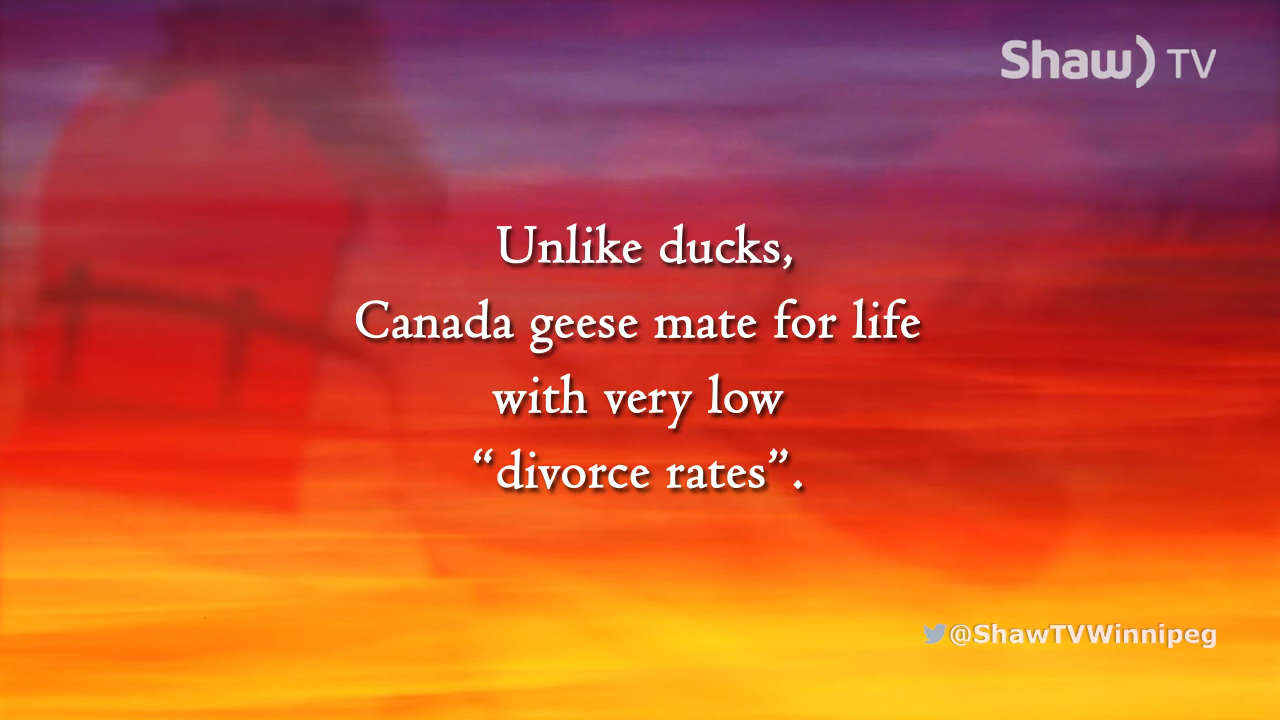 Shaw) TV
Unlike ducks,
Canada geese mate for life
with very low
“divorce rates”.
@ShawTVWinnipeg